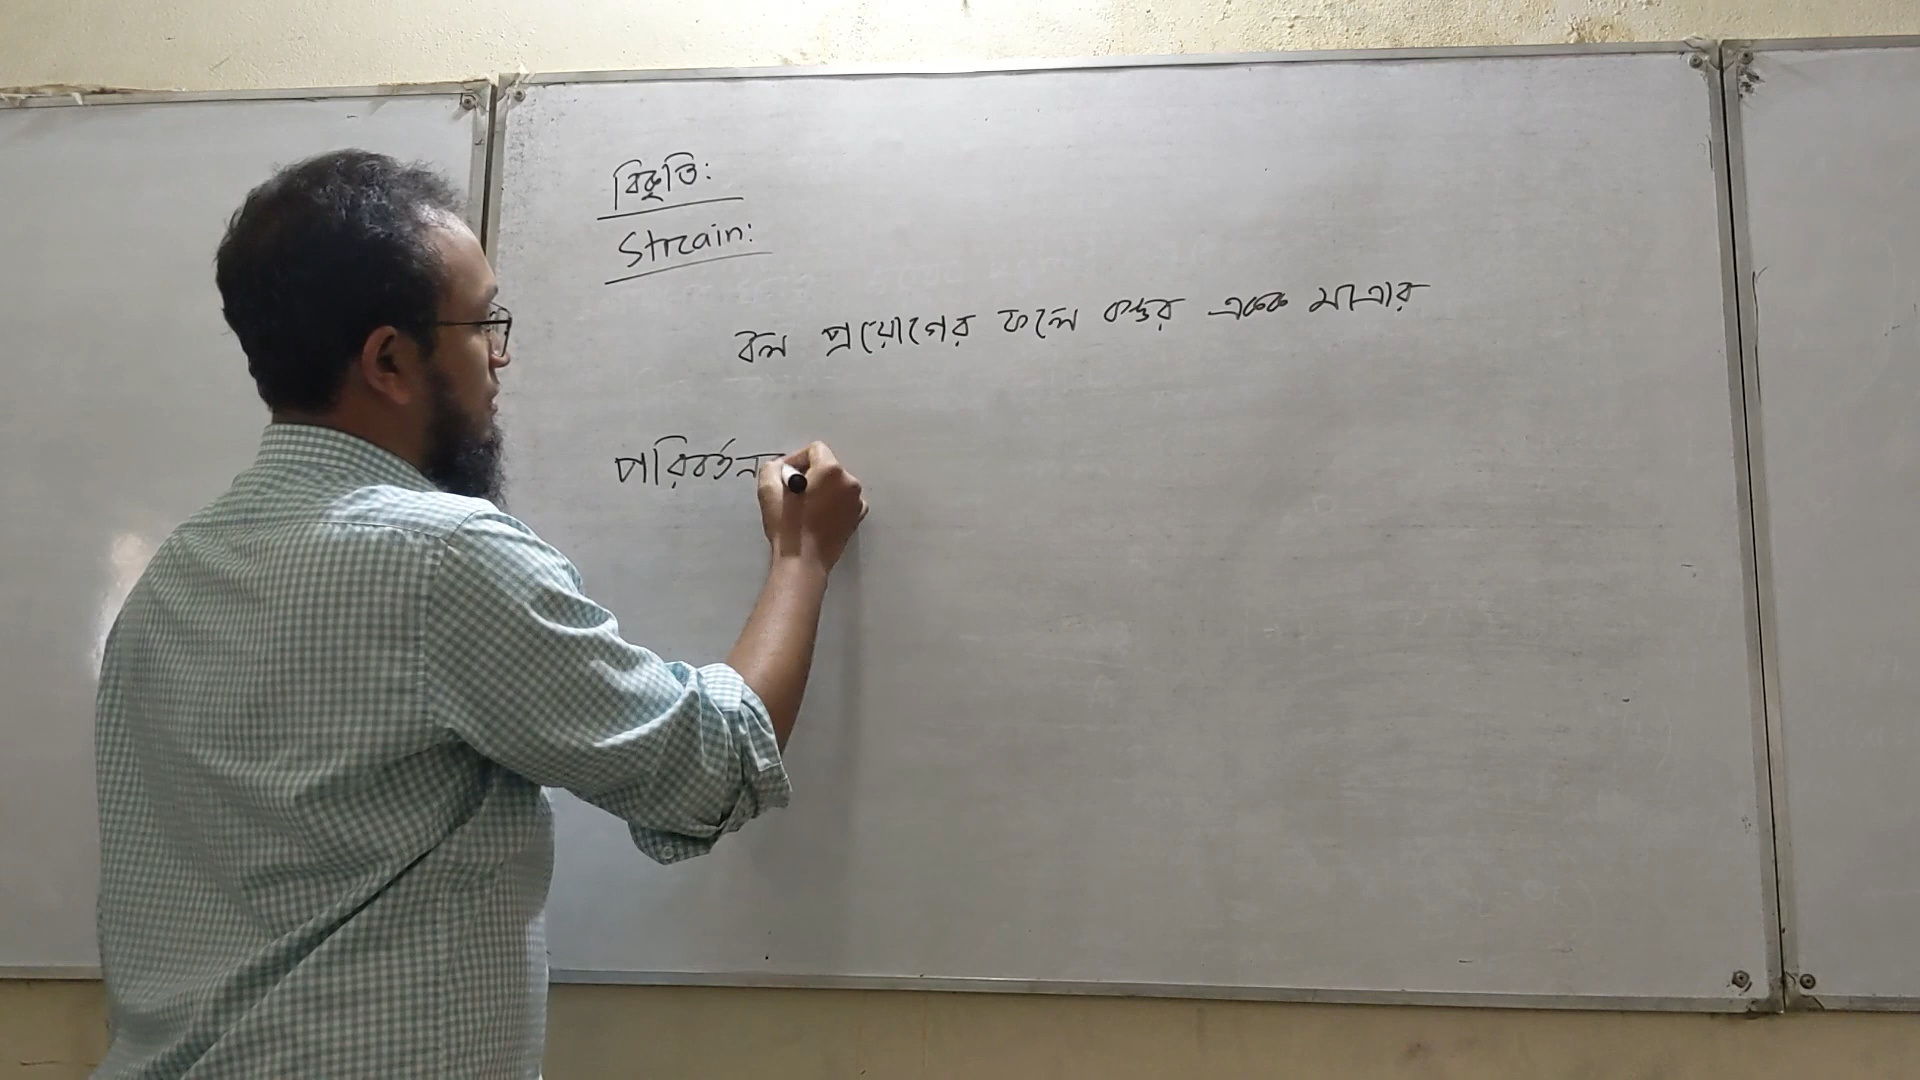 বিকৃতি:
Strain:
বল প্রয়োগের ফলে বস্তুর একক মাত্রার
পরিবর্তন